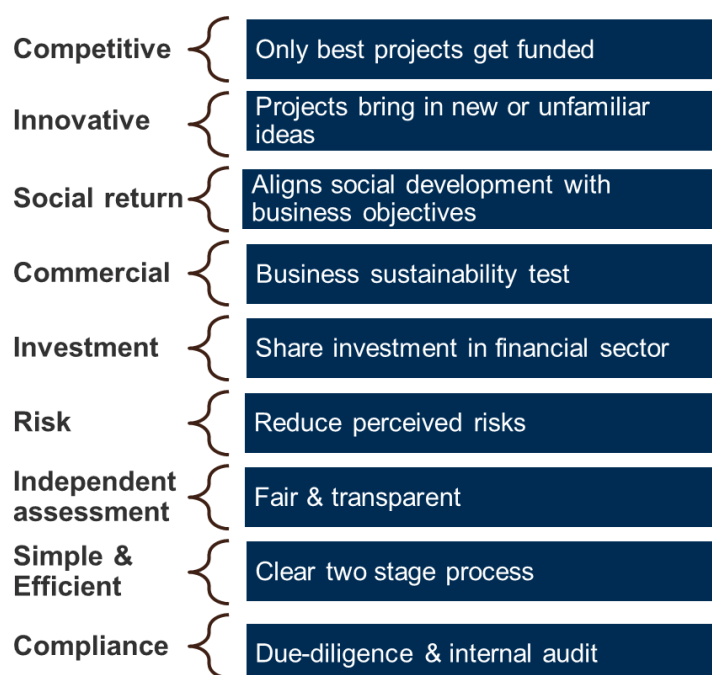 Competitive
Only best projects get funded
Innovative
Projects bring in new or unfamiliar
ideas
Social return
Aligns social development with
business objectives
Commercial
Business sustainability test
Investment
Share investment in financial sector
Risk
Reduce perceived risks
Independent
assessment
Fair & transparent
Simple &
Efficient
Clear two stage process
Compliance
Due-diligence & internal audit